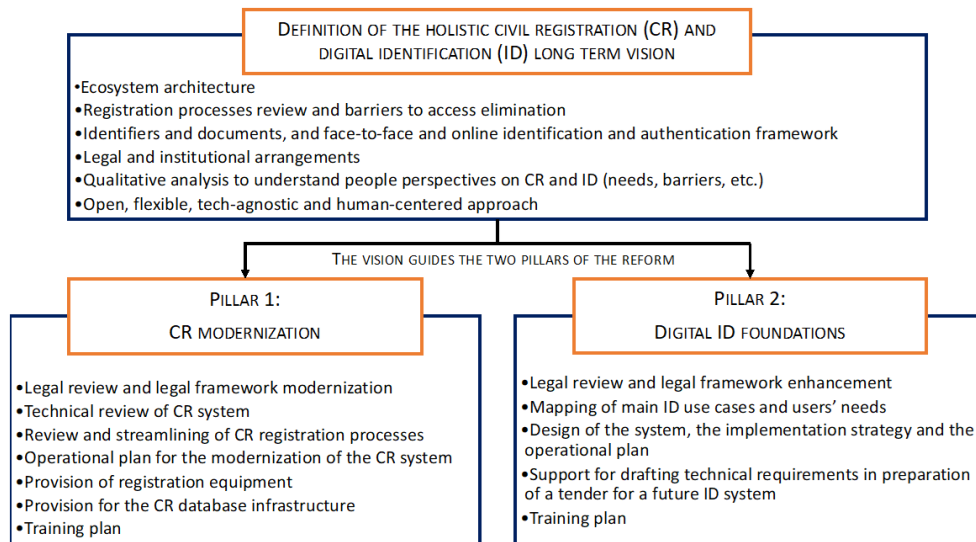 DEFINITION OF THE HOLISTIC CIVIL REGISTRATION (CR) AND
DIGITAL IDENTIFICATION (ID) LONG TERM VISION
•Ecosystem architecture
•Registration processes review and barriers to access elimination
•Identifiers and documents, and face-to-face and online identification and authentication framework
•Legal and institutional arrangements
•Qualitative analysis to understand people perspectives on CR and ID (needs, barriers, etc.)
•Open, flexible, tech-agnostic and human-centered approach
THE VISION GUIDES THE TWO PILLARS OF THE REFORM
PILLAR 1:
CR MODERNIZATION
•Legal review and legal framework modernization
•Technical review of CR system
•Review and streamlining of CR registration processes
•Operational plan for the modernization of the CR system
•Provision of registration equipment
•Provision for the CR database infrastructure
•Training plan
PILLAR 2:
DIGITAL ID FOUNDATIONS
•Legal review and legal framework enhancement
•Mapping of main ID use cases and users’ needs
•Design of the system, the implementation strategy and the
operational plan
•Support for drafting technical requirements in preparation
of a tender for a future ID system
•Training plan